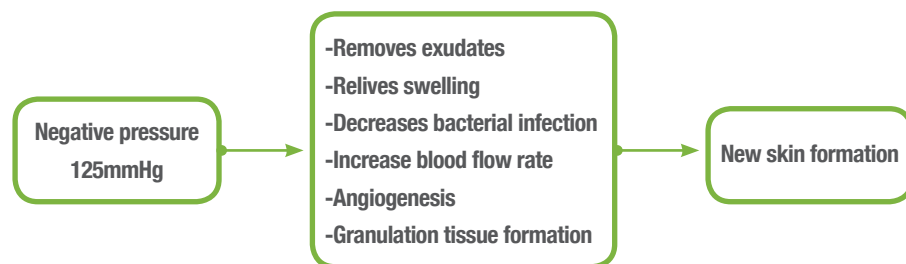 Negative pressure
125mmHg
-Removes exudates
-Relives swelling
-Decreases bacterial infection
-Increase blood flow rate
-Angiogenesis
-Granulation tissue formation
New skin formation